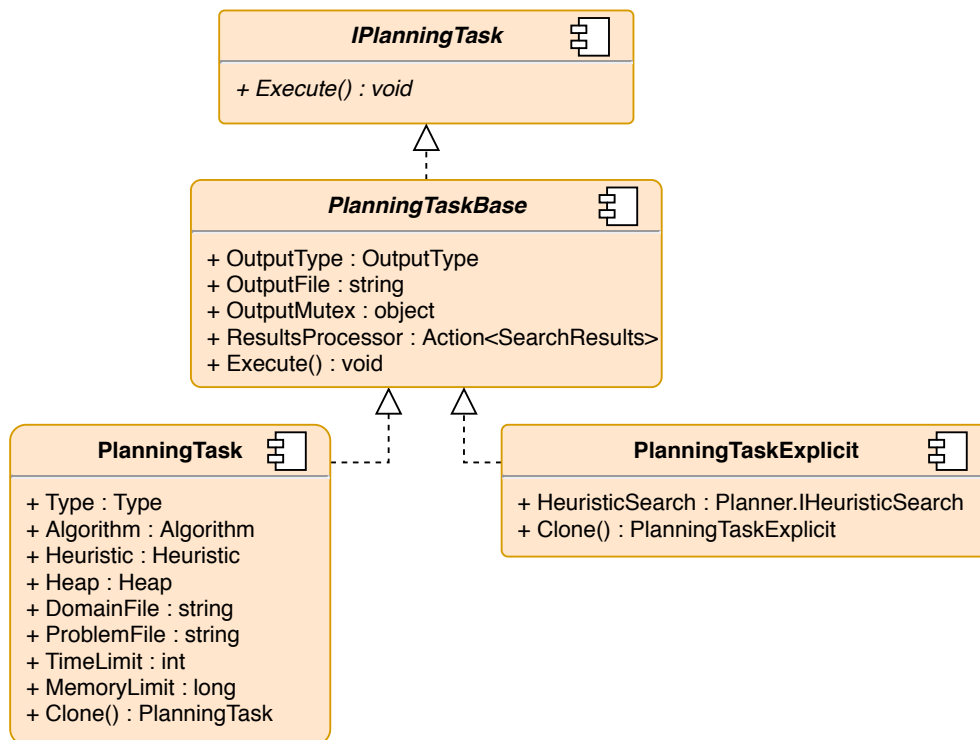 IPlanningTask
+ Execute() : void
PlanningTaskBase
+ OutputType : OutputType
+ OutputFile : string
+ OutputMutex : object
+ ResultsProcessor : Action<SearchResults>
+ Execute() : void
PlanningTask
+ Type : Type
+ Algorithm : Algorithm
+ Heuristic : Heuristic
+ Heap : Heap
+ DomainFile : string
+ ProblemFile : string
+ TimeLimit : int
+ MemoryLimit : long
+ Clone() : PlanningTask
PlanningTaskExplicit
+ HeuristicSearch : Planner.IHeuristicSearch
+ Clone() : PlanningTaskExplicit